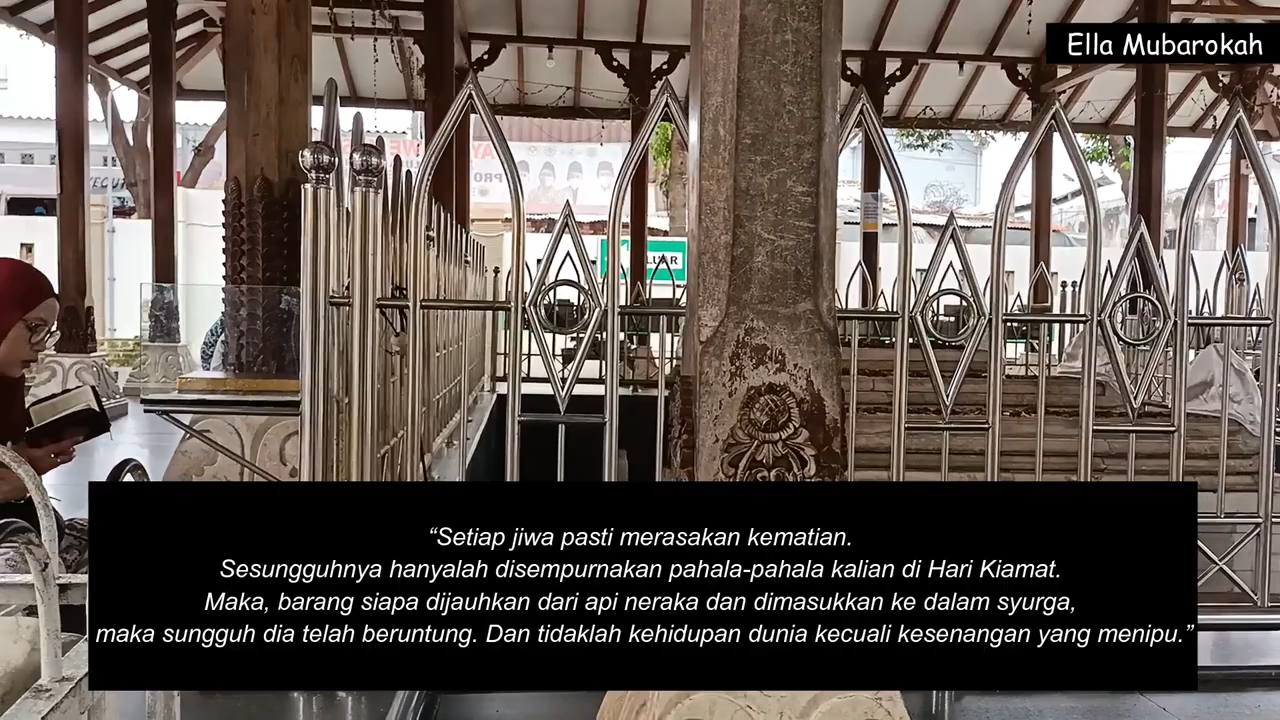 Ella Mubarokah
“Setiap jiwa pasti merasakan kematian.
Sesungguhnya hanyalah disempurnakan pahala-pahala kalian di Hari Kiamat.
Maka, barang siapa dijauhkan dari api neraka dan dimasukkan ke dalam syurga,
maka sungguh dia telah beruntung. Dan tidaklah kehidupan dunia kecuali kesenangan yang menipu.”